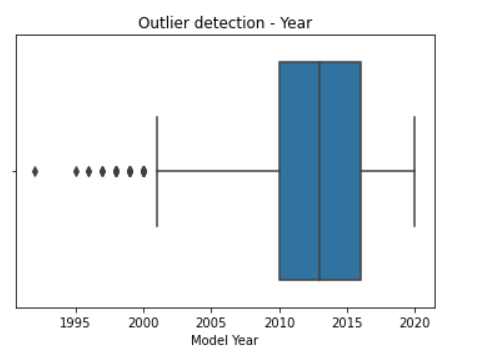 Outlier detection - Year
1995 2000 2005 2010 2015 2020
Model Year